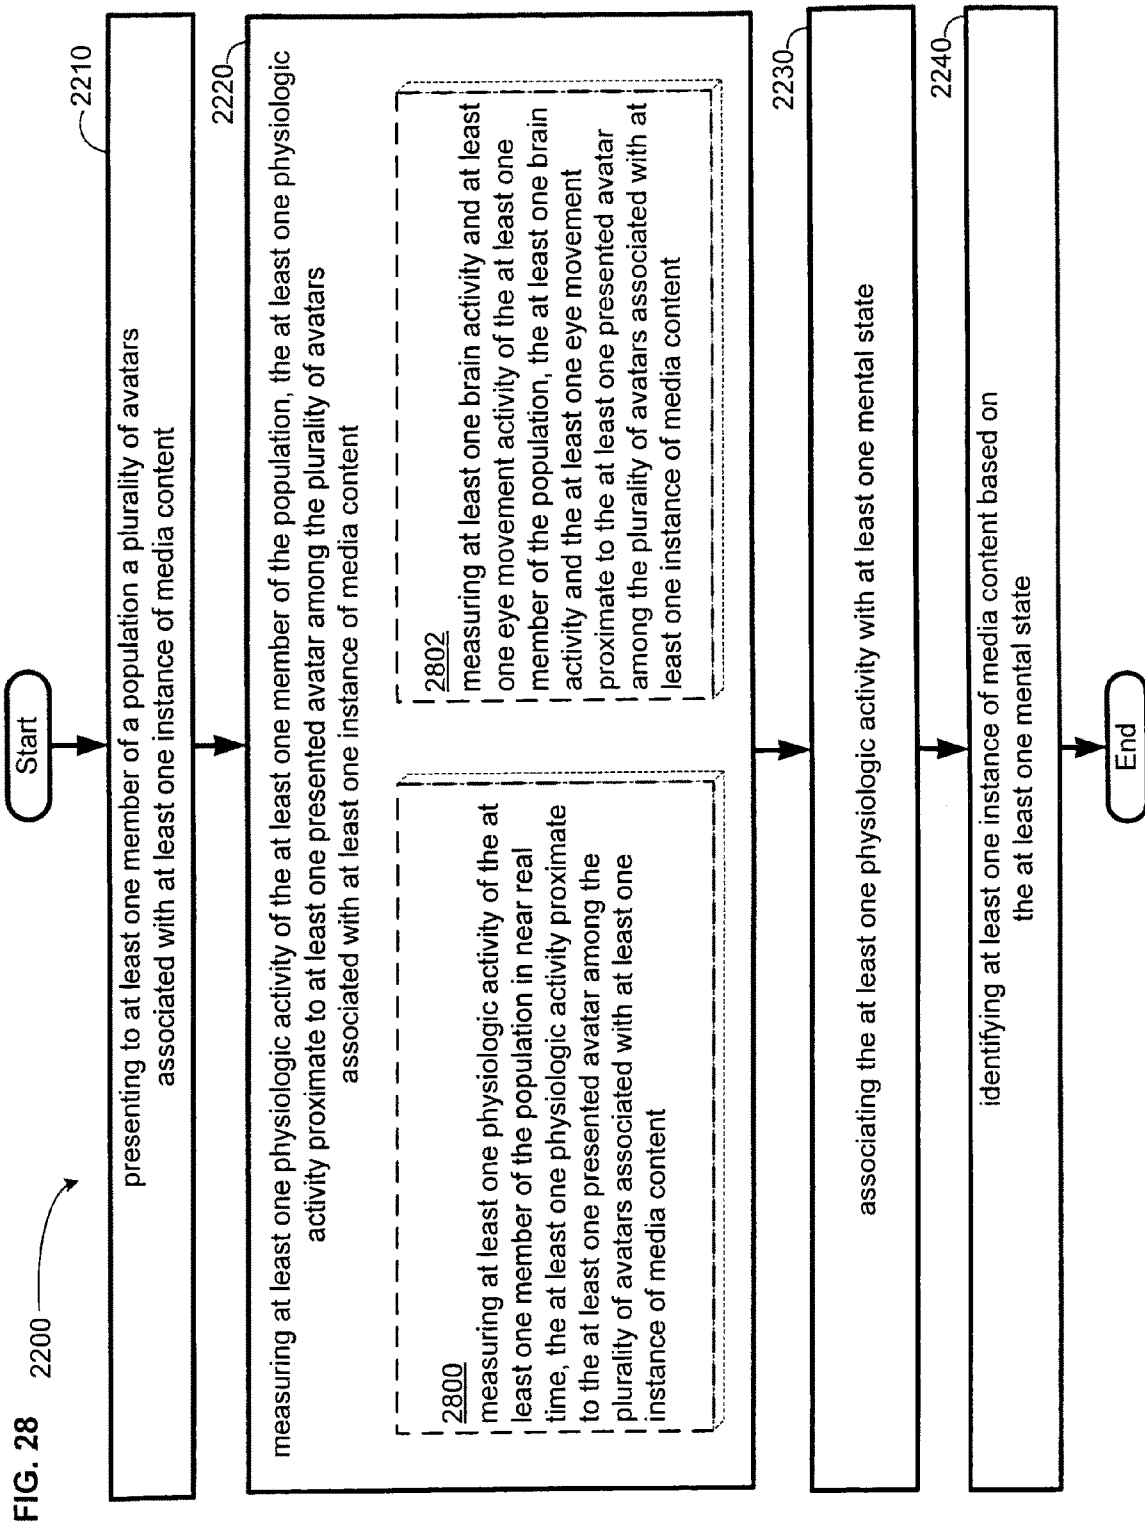 FIG. 28
2200
Start
2210
presenting to at least one member of a population a plurality of avatars
associated with at least one instance of media content
2220
measuring at least one physiologic activity of the at least one member of the population, the at least one physiologic
activity proximate to at least one presented avatar among the plurality of avatars
associated with at least one instance of media content
2800
measuring at least one physiologic activity of the at
least one member of the population in near real
time, the at least one physiologic activity proximate
to the at least one presented avatar among the
plurality of avatars associated with at least one
instance of media content
2802
measuring at least one brain activity and at least
one eye movement activity of the at least one
member of the population, the at least one brain
activity and the at least one eye movement
proximate to the at least one presented avatar
among the plurality of avatars associated with at
least one instance of media content
2230
associating the at least one physiologic activity with at least one mental state
2240
identifying at least one instance of media content based on
the at least one mental state
End